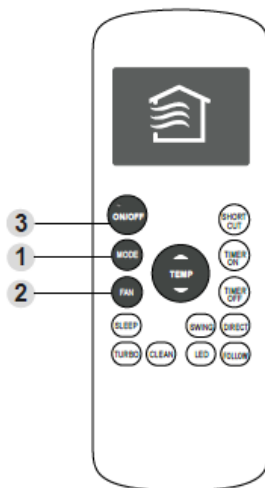 ON/OFF
SHORT
CUT
3
MODE
TIMER
ON
1
TEMP
FAN
TIMER
OFF
2
SLEEP
SWING
DIRECT
TURBO
CLEAN
LED
FOLLOW